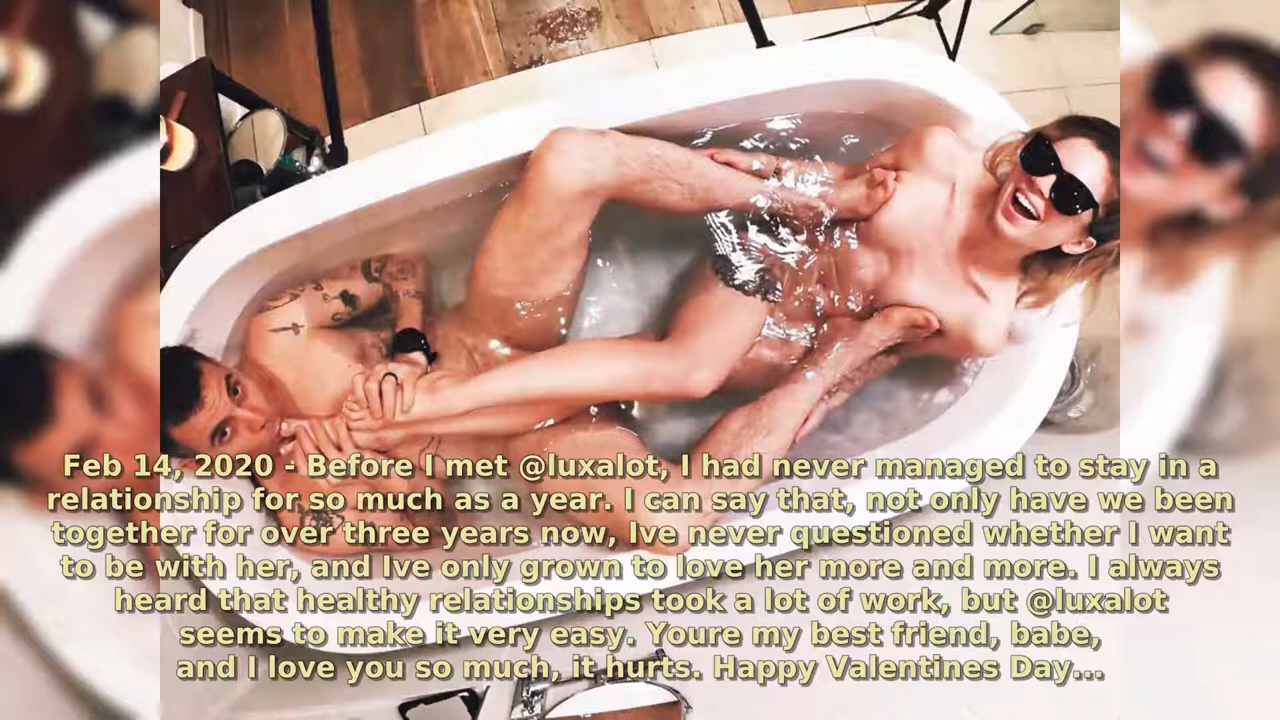 Feb 14, 2020 - Before I met @luxalot, I had never managed to stay in a
relationship for so much as a year. I can say that, not only have we been
together for over three years now, Ive never questioned whether I want
to be with her, and Ive only grown to love her more and more. I always
heard that healthy relationships took a lot of work, but @luxalot
seems to make it very easy. Youre my best friend, babe,
and I love you so much, it hurts. Happy Valentines Day...